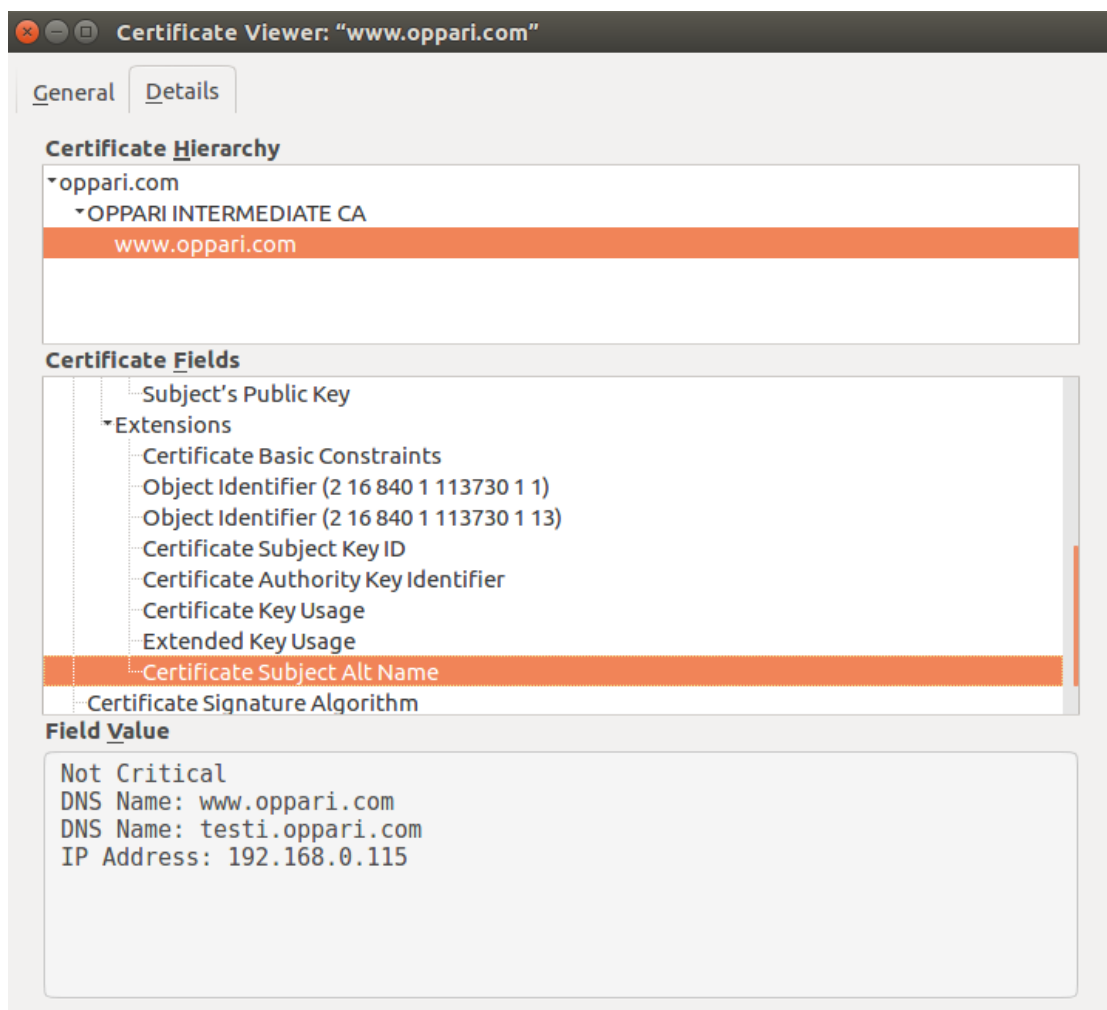 Certificate Viewer: “www.oppari.com”
General Details
Certificate Hierarchy
oppari.com
OPPARI INTERMEDIATE CA
www.oppari.com
Certificate Fields
Subject's Public Key
Extensions
Certificate Basic Constraints
Object Identifier (2 16 840 1 113730 1 1)
Object Identifier (2 16 840 1 113730 1 13)
Certificate Subject Key ID
Certificate Authority Key Identifier
Certificate Key Usage
Extended Key Usage
Certificate Subject Alt Name
Certificate Signature Algorithm
Field Value
Not Critical
DNS Name: www.oppari.com
DNS Name: testi.oppari.com
IP Address: 192.168.0.115